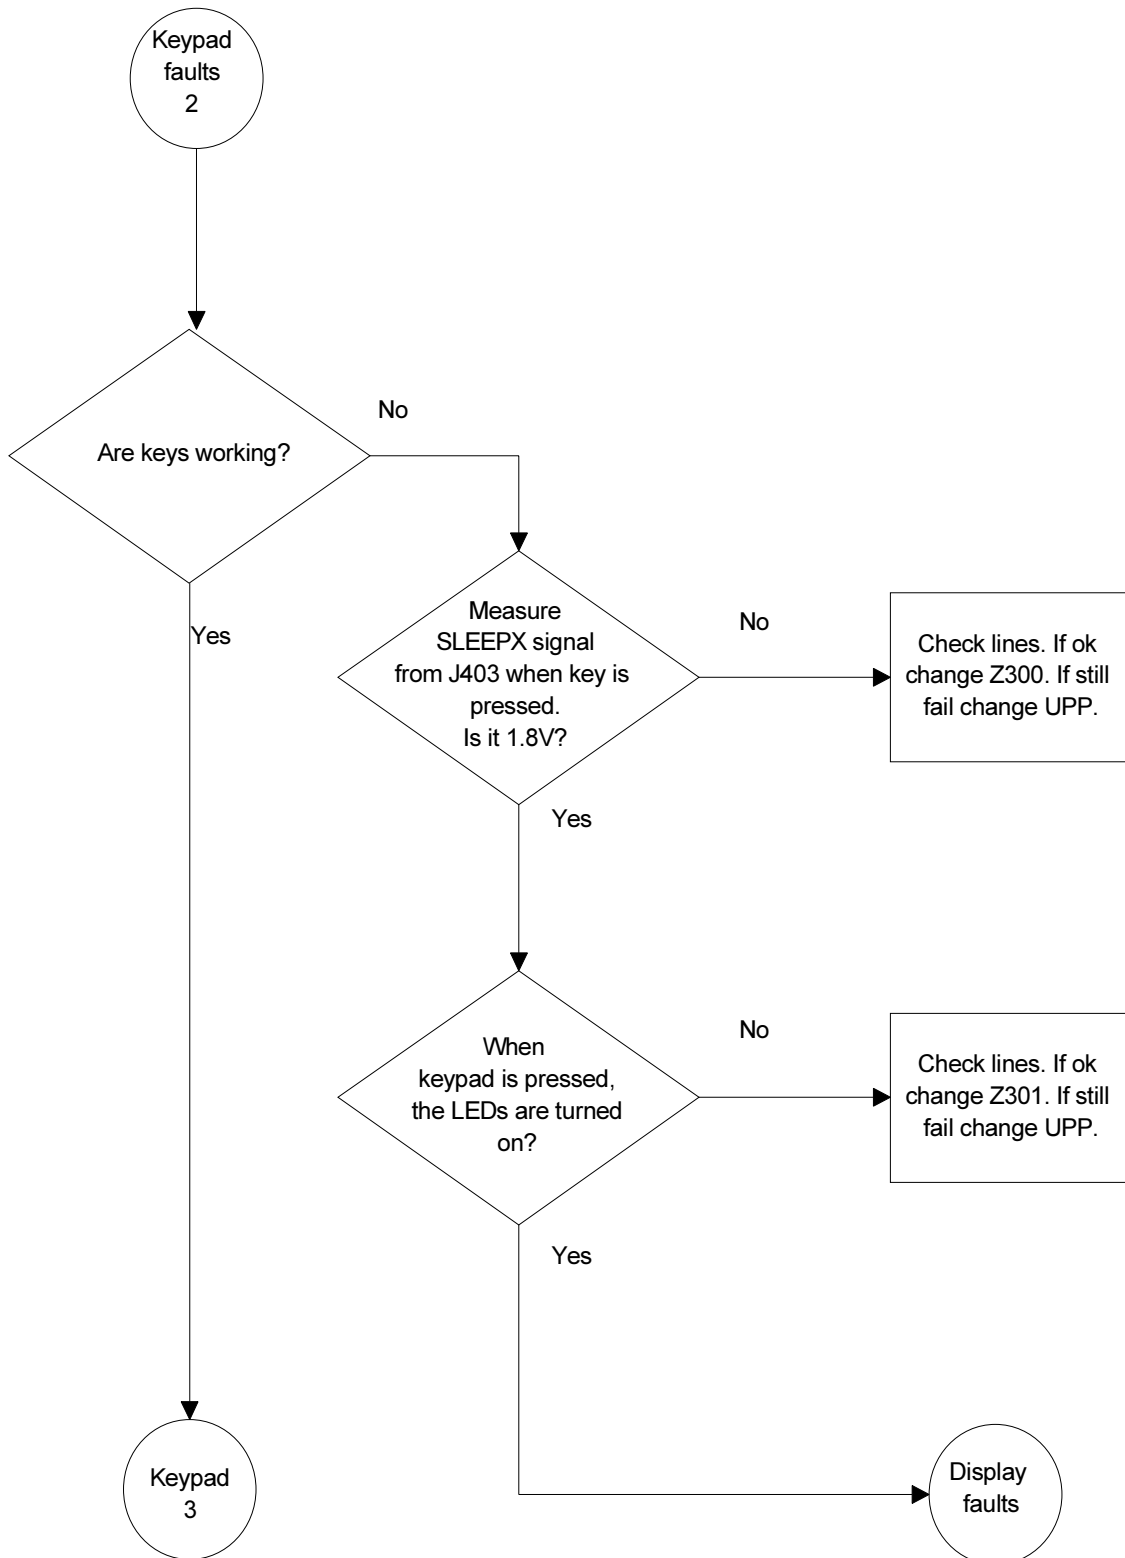 Keypad
faults
2
No
Are keys working?
Yes
Measure
SLEEPX signal
from J403 when key is
pressed.
Is it 1.8V?
No
Check lines. If ok
change Z300. If still
fail change UPP.
Yes
When
keypad is pressed,
the LEDs are turned
on?
No
Check lines. If ok
change Z301. If still
fail change UPP.
Yes
Keypad
3
Display
faults